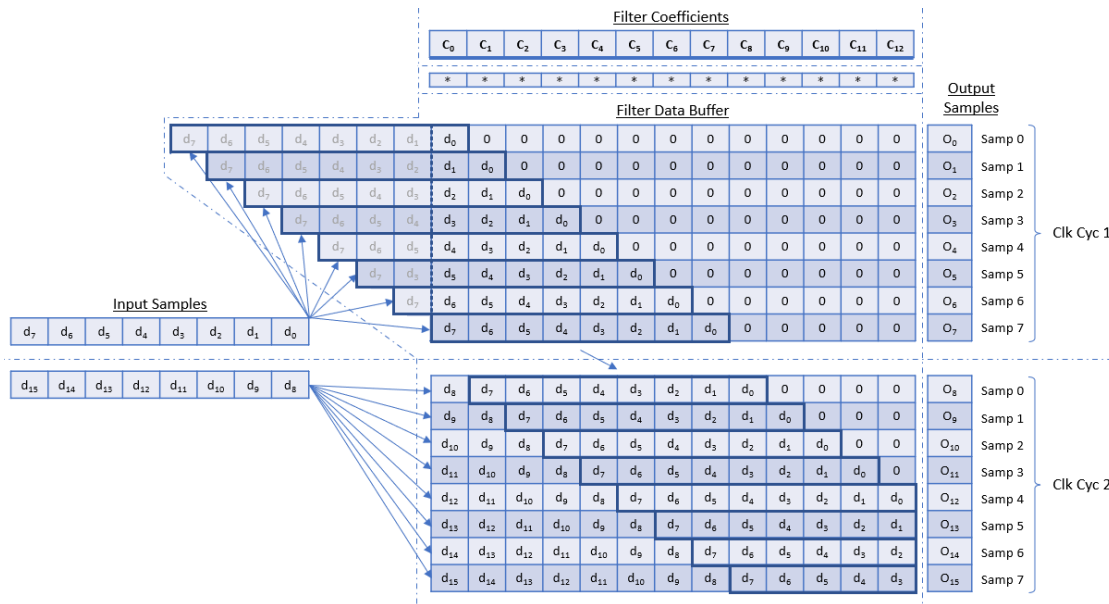 Filter Coefficients
C₀ C₁ C₂ C₃ C₄ C₅ C₆ C₇ C₈ C₉ C₁₀ C₁₁ C₁₂
* * * * * * * * * * * * *
Output Samples
Filter Data Buffer
d₇ d₆ d₅ d₄ d₃ d₂ d₁ d₀ 0 0 0 0 0 0 0 0 0 0 0 0 O₀ Samp 0
d₇ d₆ d₅ d₄ d₃ d₂ d₁ d₀ 0 0 0 0 0 0 0 0 0 0 0 O₁ Samp 1
d₇ d₆ d₅ d₄ d₃ d₂ d₁ d₀ 0 0 0 0 0 0 0 0 0 0 O₂ Samp 2
d₇ d₆ d₅ d₄ d₃ d₂ d₁ d₀ 0 0 0 0 0 0 0 0 0 O₃ Samp 3
Clk Cyc 1
d₇ d₆ d₅ d₄ d₃ d₂ d₁ d₀ 0 0 0 0 0 0 0 0 O₄ Samp 4
d₇ d₆ d₅ d₄ d₃ d₂ d₁ d₀ 0 0 0 0 0 0 0 O₅ Samp 5
Input Samples
d₇ d₆ d₅ d₄ d₃ d₂ d₁ d₀ 0 0 0 0 0 0 O₆ Samp 6
d₇ d₆ d₅ d₄ d₃ d₂ d₁ d₀
d₇ d₆ d₅ d₄ d₃ d₂ d₁ d₀ 0 0 0 0 0 O₇ Samp 7
d₁₅ d₁₄ d₁₃ d₁₂ d₁₁ d₁₀ d₉ d₈
d₈ d₇ d₆ d₅ d₄ d₃ d₂ d₁ d₀ 0 0 0 0 O₈ Samp 0
d₉ d₈ d₇ d₆ d₅ d₄ d₃ d₂ d₁ d₀ 0 0 0 O₉ Samp 1
d₁₀ d₉ d₈ d₇ d₆ d₅ d₄ d₃ d₂ d₁ d₀ 0 0 O₁₀ Samp 2
d₁₁ d₁₀ d₉ d₈ d₇ d₆ d₅ d₄ d₃ d₂ d₁ d₀ 0 O₁₁ Samp 3
Clk Cyc 2
d₁₂ d₁₁ d₁₀ d₉ d₈ d₇ d₆ d₅ d₄ d₃ d₂ d₁ d₀ O₁₂ Samp 4
d₁₃ d₁₂ d₁₁ d₁₀ d₉ d₈ d₇ d₆ d₅ d₄ d₃ d₂ d₁ O₁₃ Samp 5
d₁₄ d₁₃ d₁₂ d₁₁ d₁₀ d₉ d₈ d₇ d₆ d₅ d₄ d₃ d₂ O₁₄ Samp 6
d₁₅ d₁₄ d₁₃ d₁₂ d₁₁ d₁₀ d₉ d₈ d₇ d₆ d₅ d₄ d₃ O₁₅ Samp 7